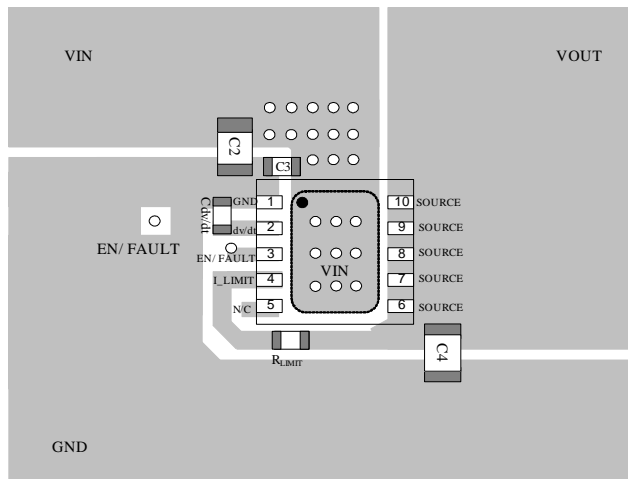 VIN
VOUT
C2
C3
Cdv/dt
GND 1
10 SOURCE
dv/dt 2
9 SOURCE
EN/ FAULT
EN/ FAULT 3
8 SOURCE
VIN
I_LIMIT 4
7 SOURCE
N/C 5
6 SOURCE
RLIMIT
C4
GND